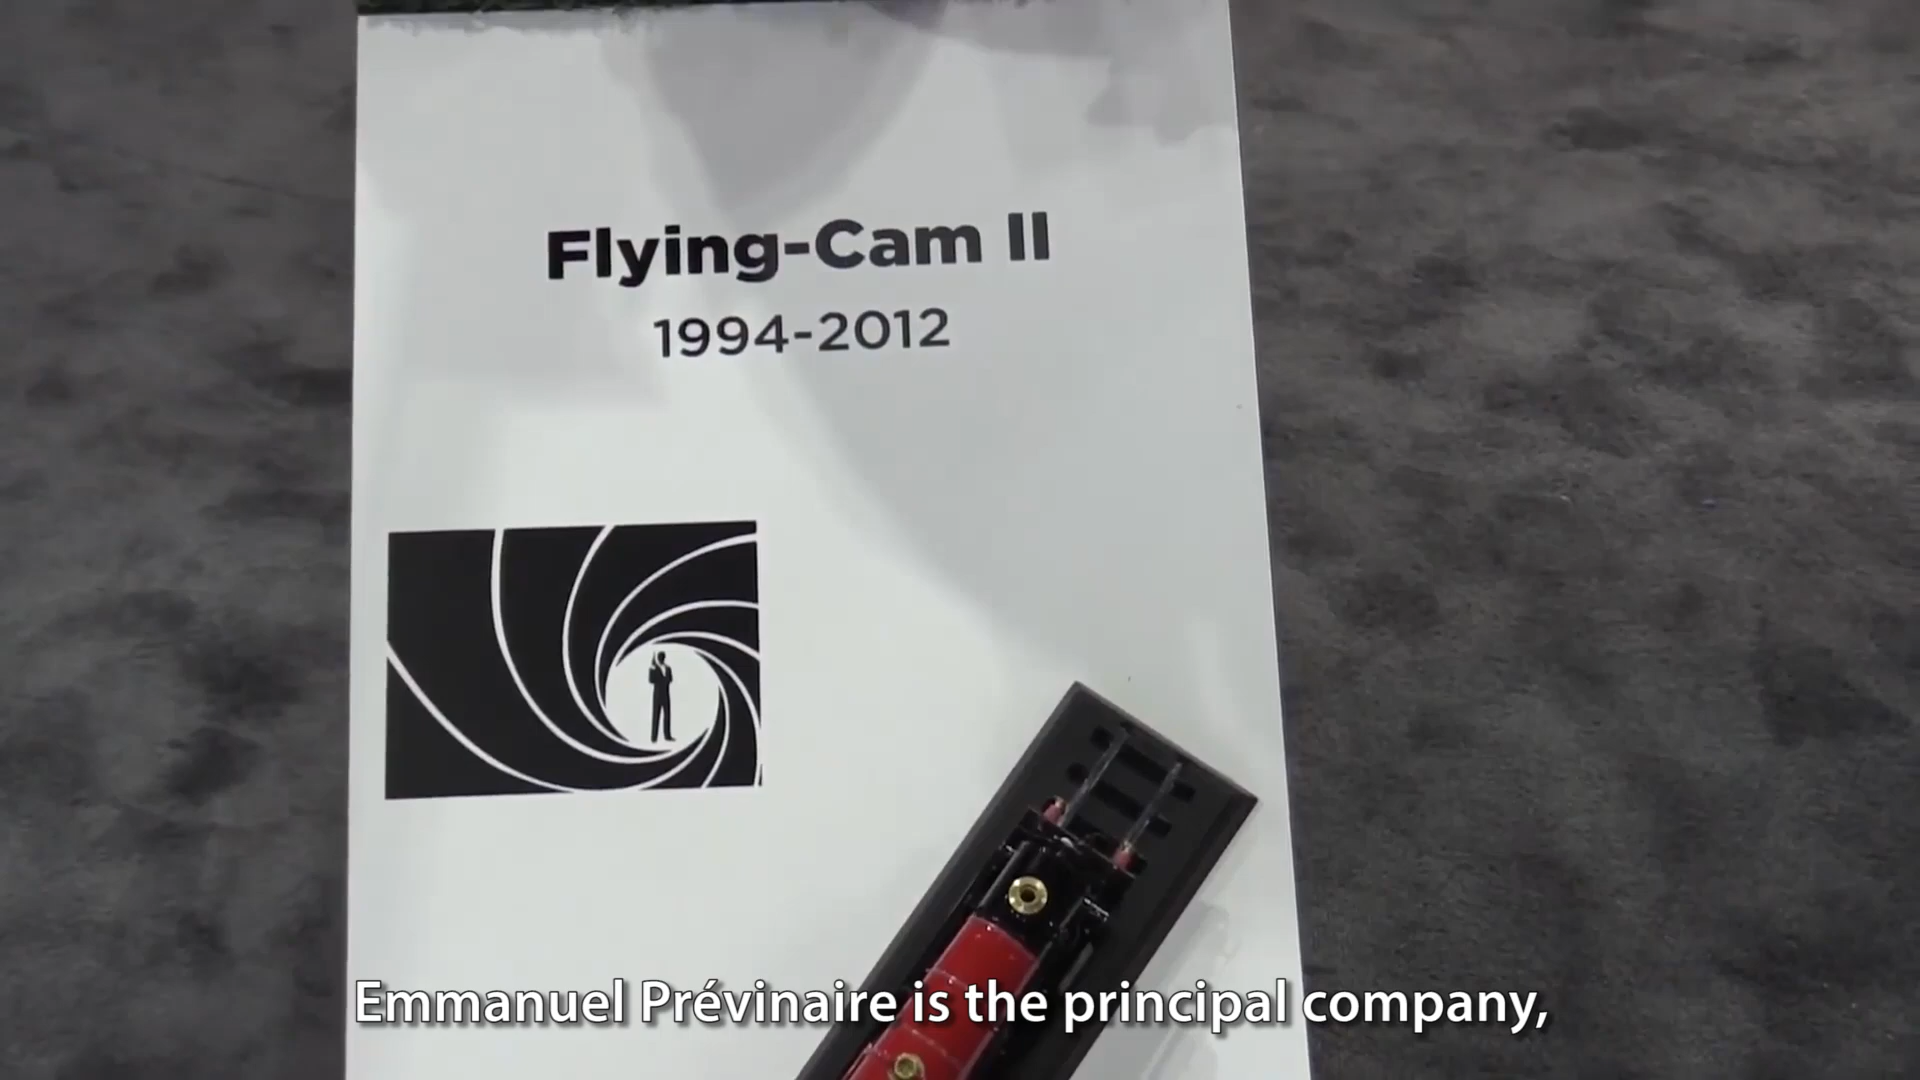 Flying-Cam II
1994-2012
Emmanuel Prévinaire is the principal company,